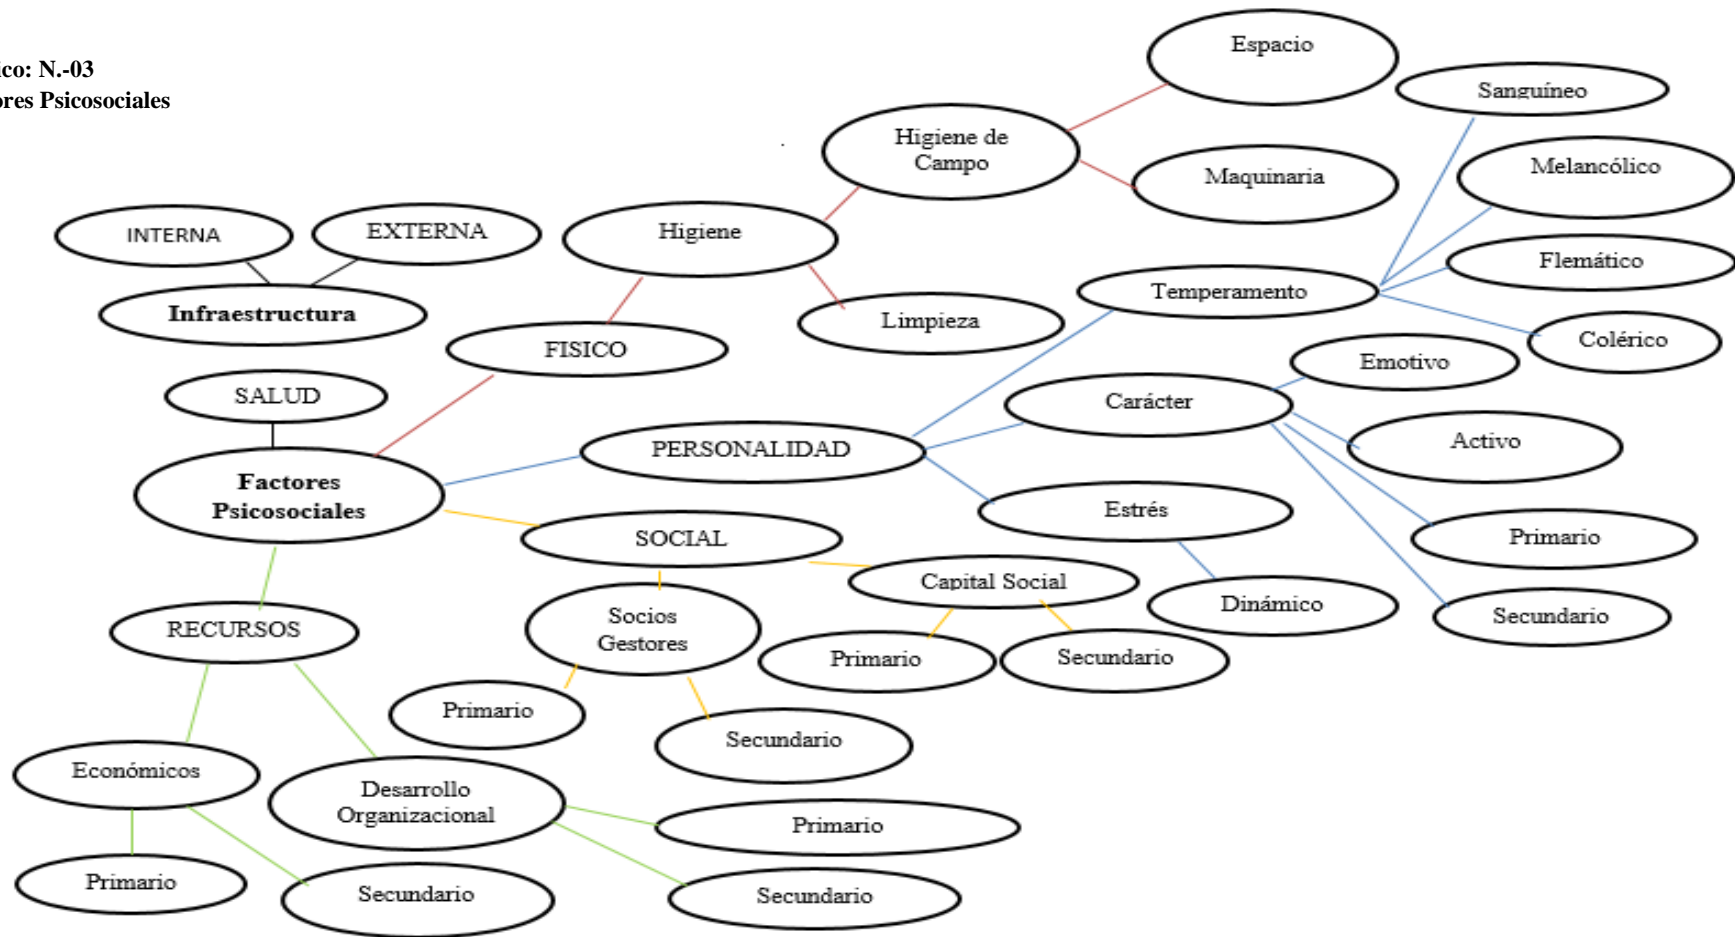 ico: N.-03
ores Psicosociales
Espacio
Sanguíneo
Higiene de
Campo
Melancólico
Maquinaria
INTERNA
EXTERNA
Higiene
Flemático
Temperamento
Infraestructura
Limpieza
Colérico
FISICO
Emotivo
SALUD
Carácter
Activo
PERSONALIDAD
Factores
Psicosociales
Estrés
SOCIAL
Primario
Capital Social
Dinámico
Secundario
RECURSOS
Socios
Gestores
Primario
Secundario
Primario
Secundario
Económicos
Desarrollo
Organizacional
Primario
Primario
Secundario
Secundario